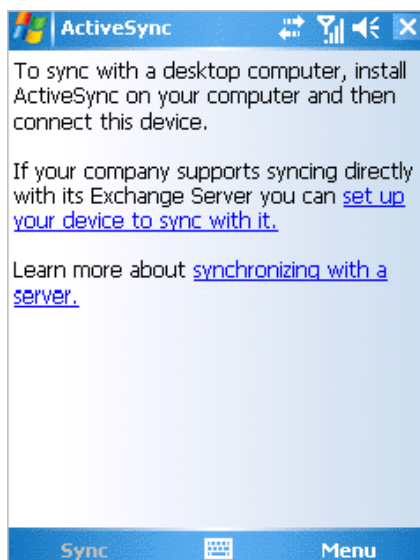 ActiveSync
To sync with a desktop computer, install
ActiveSync on your computer and then
connect this device.
If your company supports syncing directly
with its Exchange Server you can set up
your device to sync with it.
Learn more about synchronizing with a
server.
Sync Menu